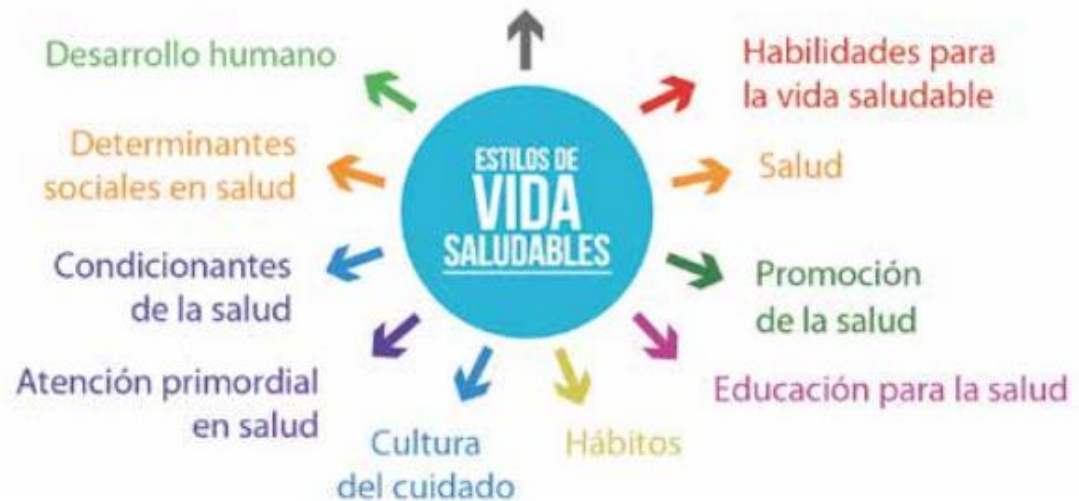 Desarrollo humano
Habilidades para
la vida saludable
Determinantes
sociales en salud
ESTILOS DE
VIDA
SALUDABLES
Salud
Condicionantes
de la salud
Promoción
de la salud
Atención primordial
en salud
Educación para la salud
Cultura
del cuidado
Hábitos